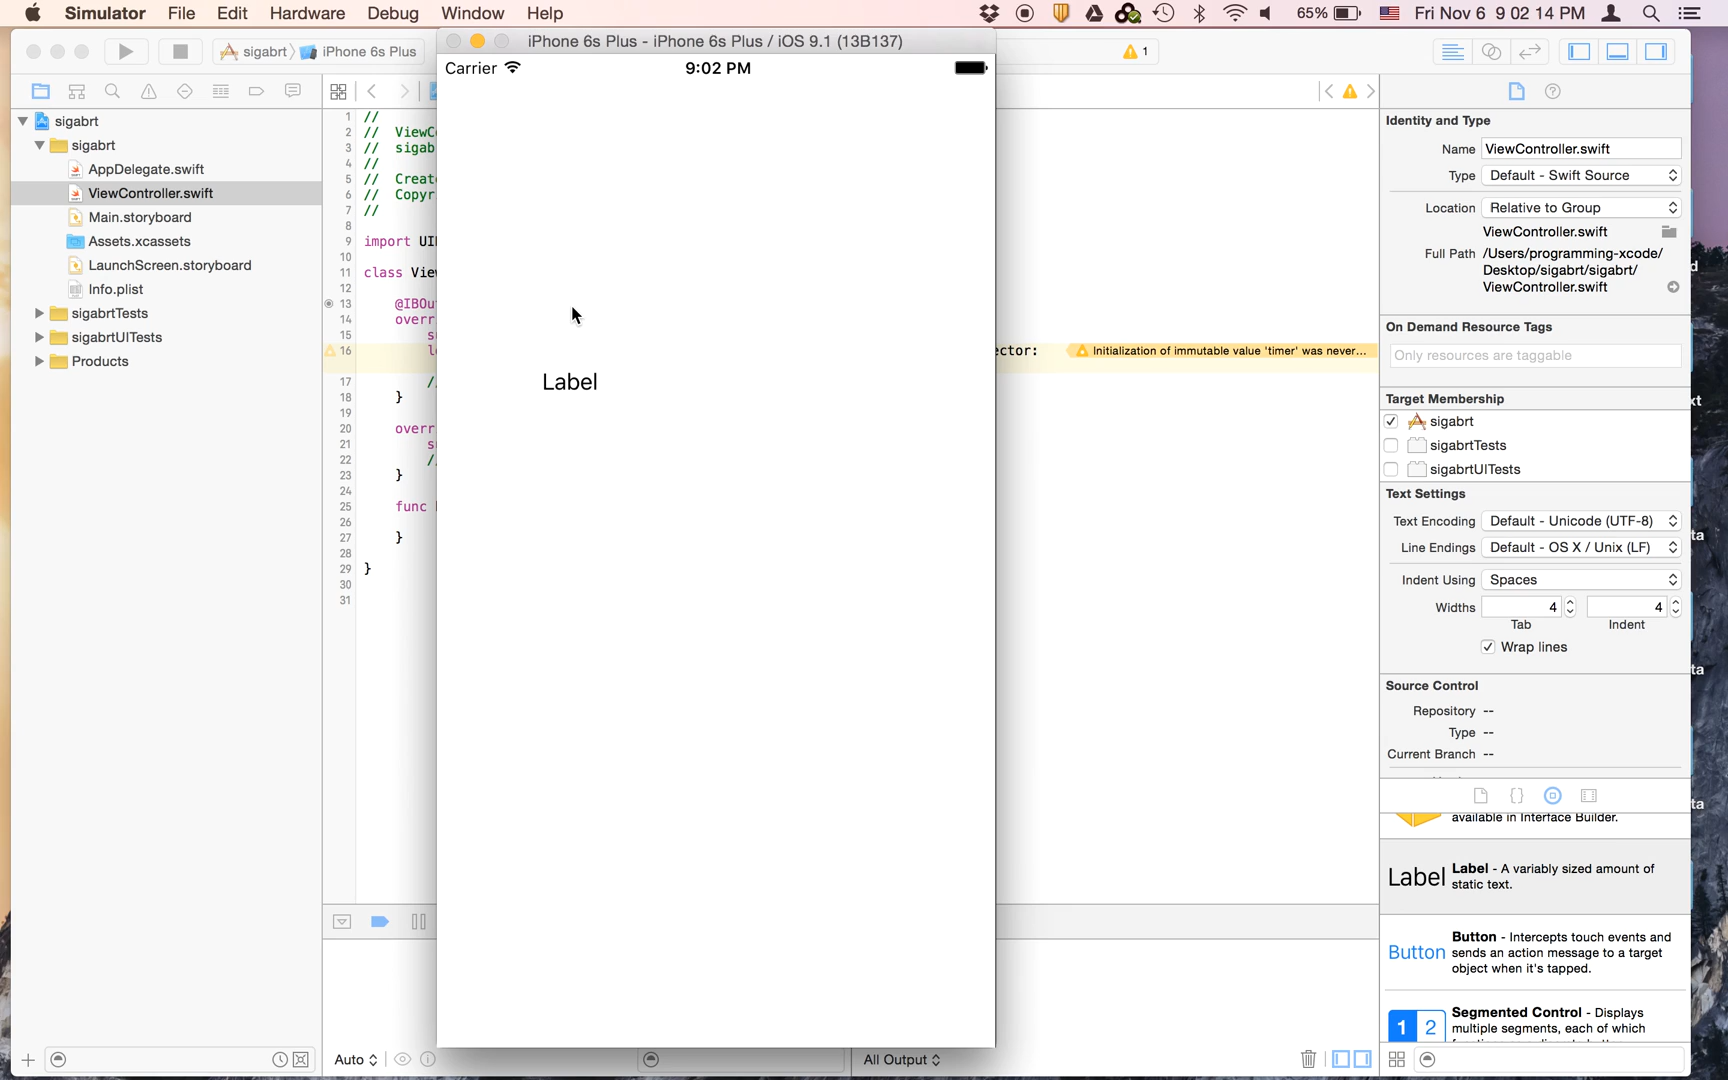 Simulator File Edit Hardware Debug Window Help
65% Fri Nov 6 9 02 14 PM
sigabrt iPhone 6s Plus
iPhone 6s Plus - iPhone 6s Plus / iOS 9.1 (13B137)
1
Carrier 9:02 PM
sigabrt
sigabrt
AppDelegate.swift
ViewController.swift
Main.storyboard
Assets.xcassets
LaunchScreen.storyboard
Info.plist
sigabrtTests
sigabrtUITests
Products
1 //
2 // ViewC
3 // sigab
4 //
5 // Creat
6 // Copyr
7 //
8
9 import UI
10
11 class Vie
12
13 @IBOu
14 overr
15 s
16 l ector: Initialization of immutable value 'timer' was never...
17 //
18 }
19
20 overr
21 s
22 //
23 }
24
25 func
26
27 }
28
29 }
30
31
Label
Identity and Type
Name ViewController.swift
Type Default - Swift Source
Location Relative to Group
ViewController.swift
Full Path /Users/programming-xcode/
Desktop/sigabrt/sigabrt/
ViewController.swift
On Demand Resource Tags
Only resources are taggable
Target Membership
sigabrt
sigabrtTests
sigabrtUITests
Text Settings
Text Encoding Default - Unicode (UTF-8)
Line Endings Default - OS X / Unix (LF)
Indent Using Spaces
Widths 4 4
Tab Indent
Wrap lines
Source Control
Repository --
Type --
Current Branch --
available in Interface Builder.
Label Label - A variably sized amount of
static text.
Button Button - Intercepts touch events and
sends an action message to a target
object when it's tapped.
1 2 Segmented Control - Displays
multiple segments, each of which
Auto
All Output